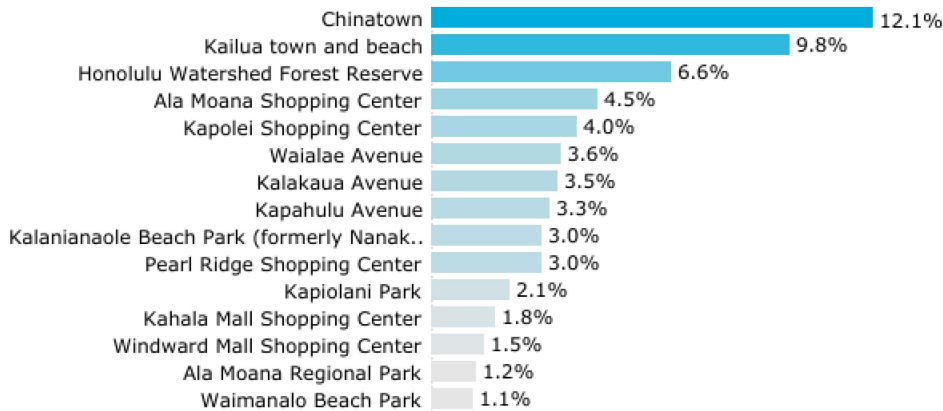 Chinatown 12.1%
Kailua town and beach 9.8%
Honolulu Watershed Forest Reserve 6.6%
Ala Moana Shopping Center 4.5%
Kapolei Shopping Center 4.0%
Waialae Avenue 3.6%
Kalakaua Avenue 3.5%
Kapahulu Avenue 3.3%
Kalanianaole Beach Park (formerly Nanak.. 3.0%
Pearl Ridge Shopping Center 3.0%
Kapiolani Park 2.1%
Kahala Mall Shopping Center 1.8%
Windward Mall Shopping Center 1.5%
Ala Moana Regional Park 1.2%
Waimanalo Beach Park 1.1%